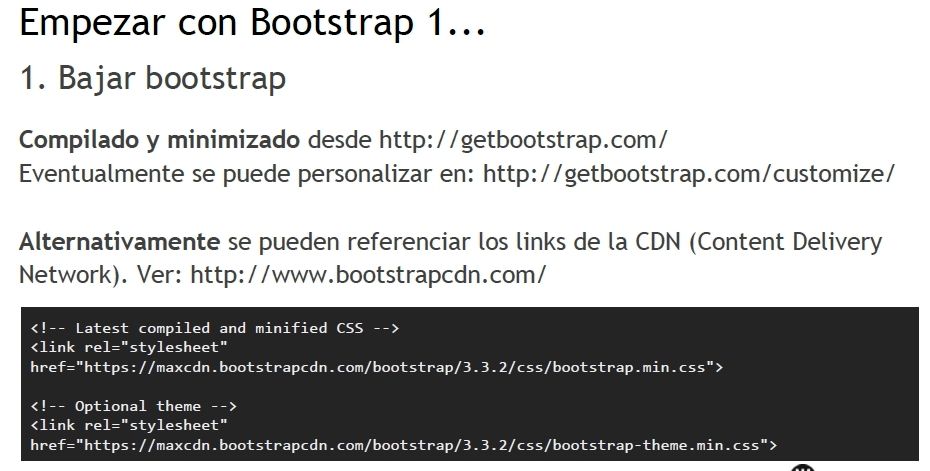 Empezar con Bootstrap 1...
1. Bajar bootstrap
Compilado y minimizado desde http://getbootstrap.com/
Eventualmente se puede personalizar en: http://getbootstrap.com/customize/
Alternativamente se pueden referenciar los links de la CDN (Content Delivery
Network). Ver: http://www.bootstrapcdn.com/
<!-- Latest compiled and minified CSS -->
<link rel="stylesheet"
href="https://maxcdn.bootstrapcdn.com/bootstrap/3.3.2/css/bootstrap.min.css">
<!-- Optional theme -->
<link rel="stylesheet"
href="https://maxcdn.bootstrapcdn.com/bootstrap/3.3.2/css/bootstrap-theme.min.css">